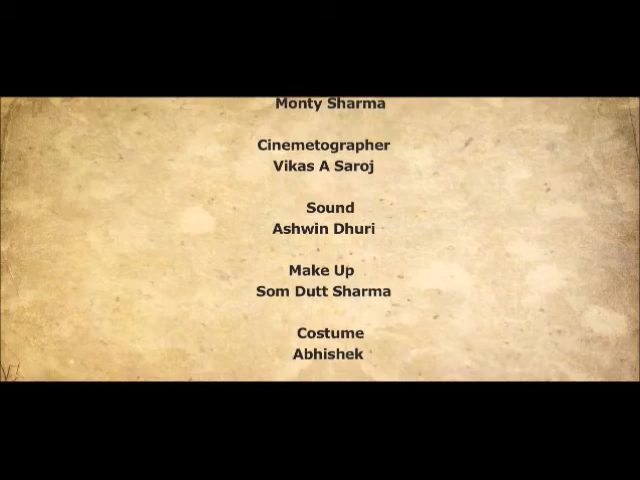 Monty Sharma
Cinemetographer
Vikas A Saroj
Sound
Ashwin Dhuri
Make Up
Som Dutt Sharma
Costume
Abhishek